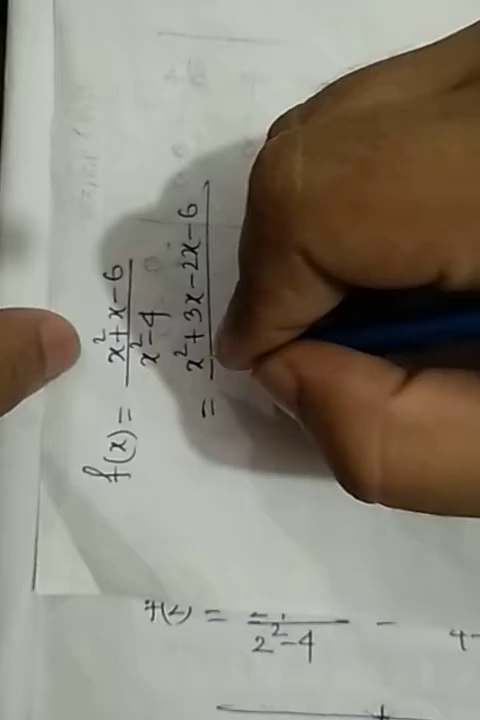 f(x) = x²+x-6 / x²-4
= x²+3x-2x-6
f(2) = / 2²-4 -